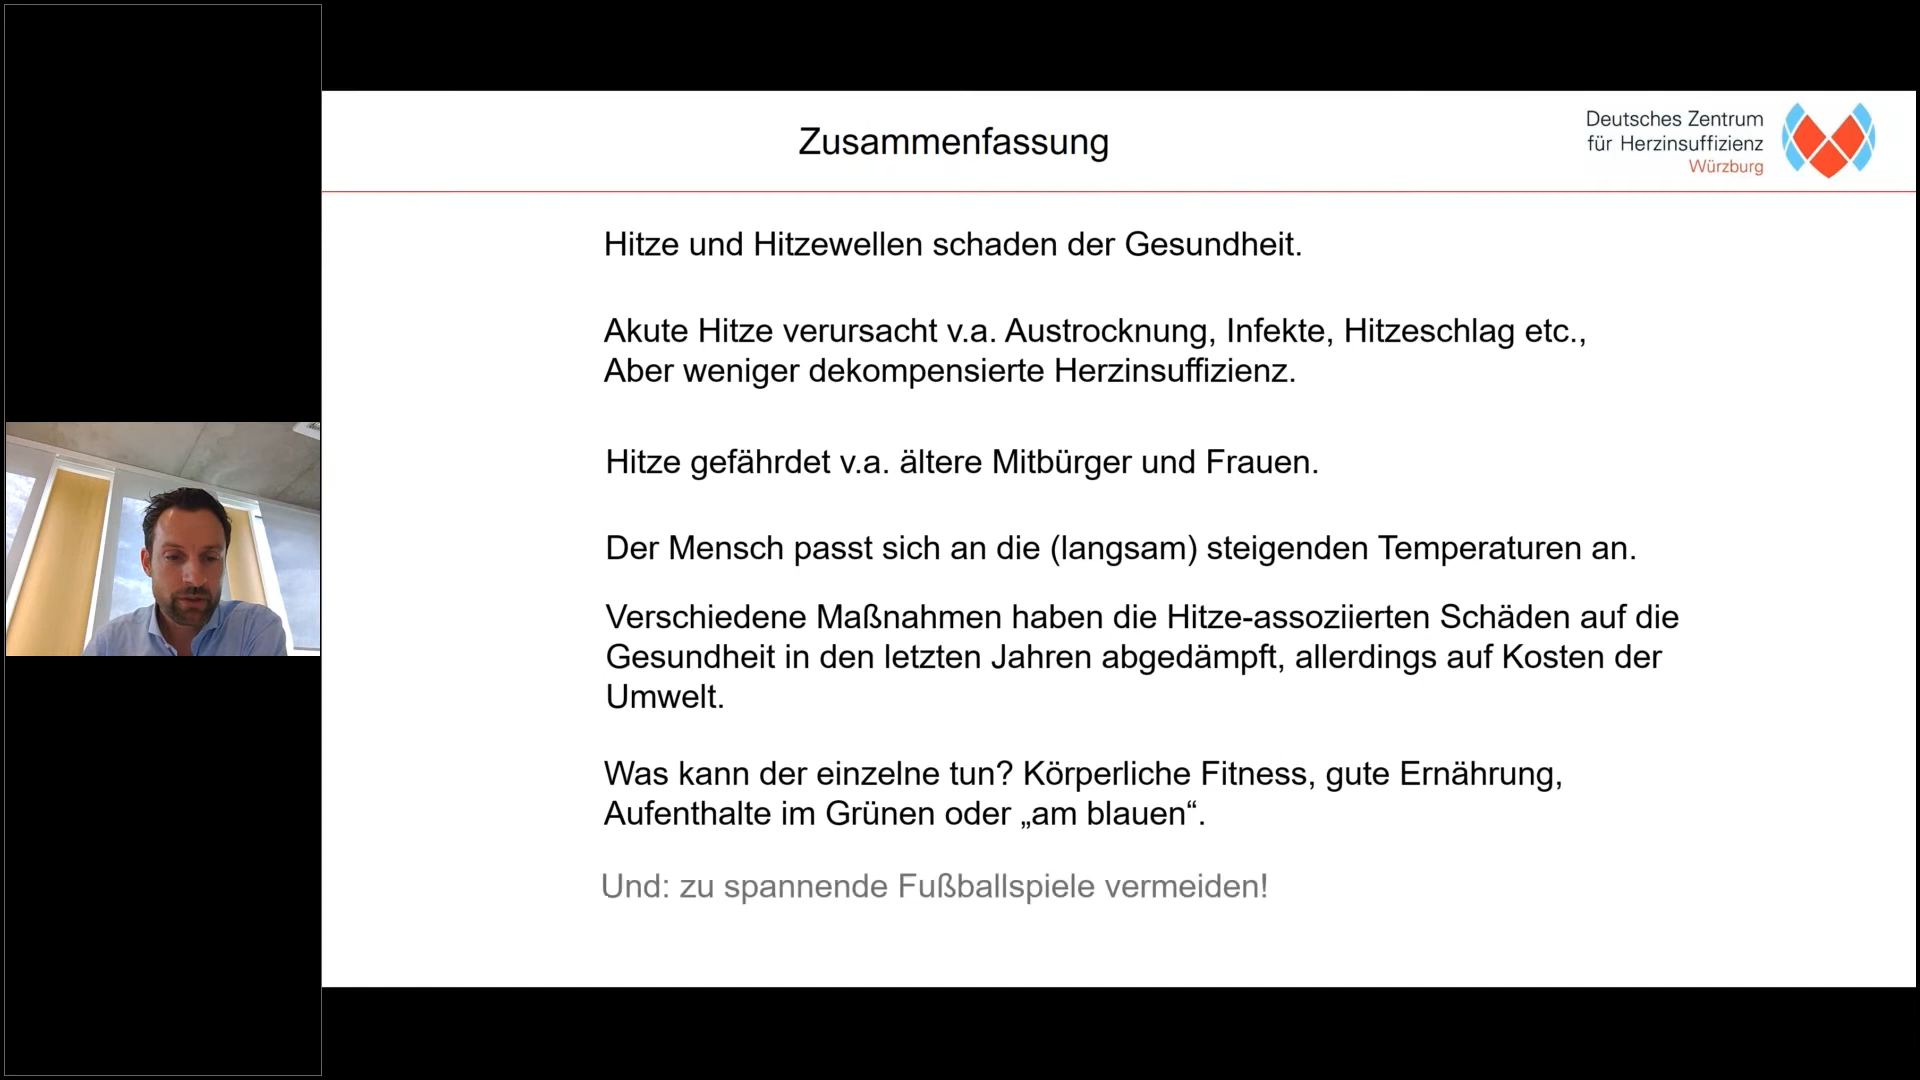 Zusammenfassung
Deutsches Zentrum
für Herzinsuffizienz
Würzburg
Hitze und Hitzewellen schaden der Gesundheit.
Akute Hitze verursacht v.a. Austrocknung, Infekte, Hitzeschlag etc.,
Aber weniger dekompensierte Herzinsuffizienz.
Hitze gefährdet v.a. ältere Mitbürger und Frauen.
Der Mensch passt sich an die (langsam) steigenden Temperaturen an.
Verschiedene Maßnahmen haben die Hitze-assoziierten Schäden auf die
Gesundheit in den letzten Jahren abgedämpft, allerdings auf Kosten der
Umwelt.
Was kann der einzelne tun? Körperliche Fitness, gute Ernährung,
Aufenthalte im Grünen oder „am blauen“.
Und: zu spannende Fußballspiele vermeiden!